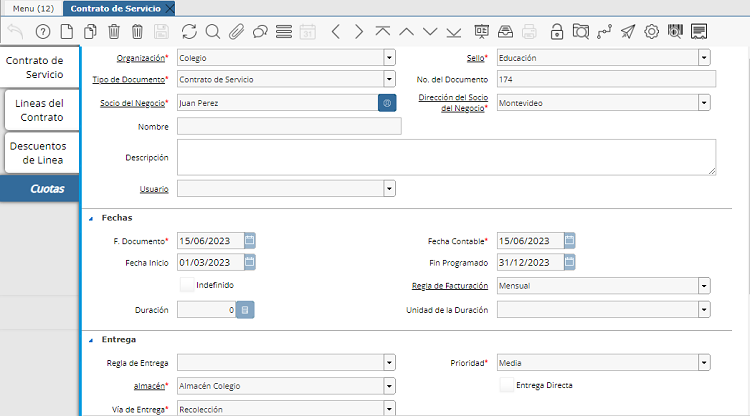 Menu (12) Contrato de Servicio
Contrato de Servicio
Lineas del Contrato
Descuentos de Linea
Cuotas
Organización* Colegio Sello* Educación
Tipo de Documento* Contrato de Servicio No. del Documento 174
Socio del Negocio* Juan Perez Dirección del Socio del Negocio* Montevideo
Nombre
Descripción
Usuario
Fechas
F. Documento* 15/06/2023 Fecha Contable* 15/06/2023
Fecha Inicio 01/03/2023 Fin Programado 31/12/2023
Indefinido Regla de Facturación Mensual
Duración 0 Unidad de la Duración
Entrega
Regla de Entrega Prioridad* Media
almacén* Almacén Colegio Entrega Directa
Vía de Entrega* Recolección